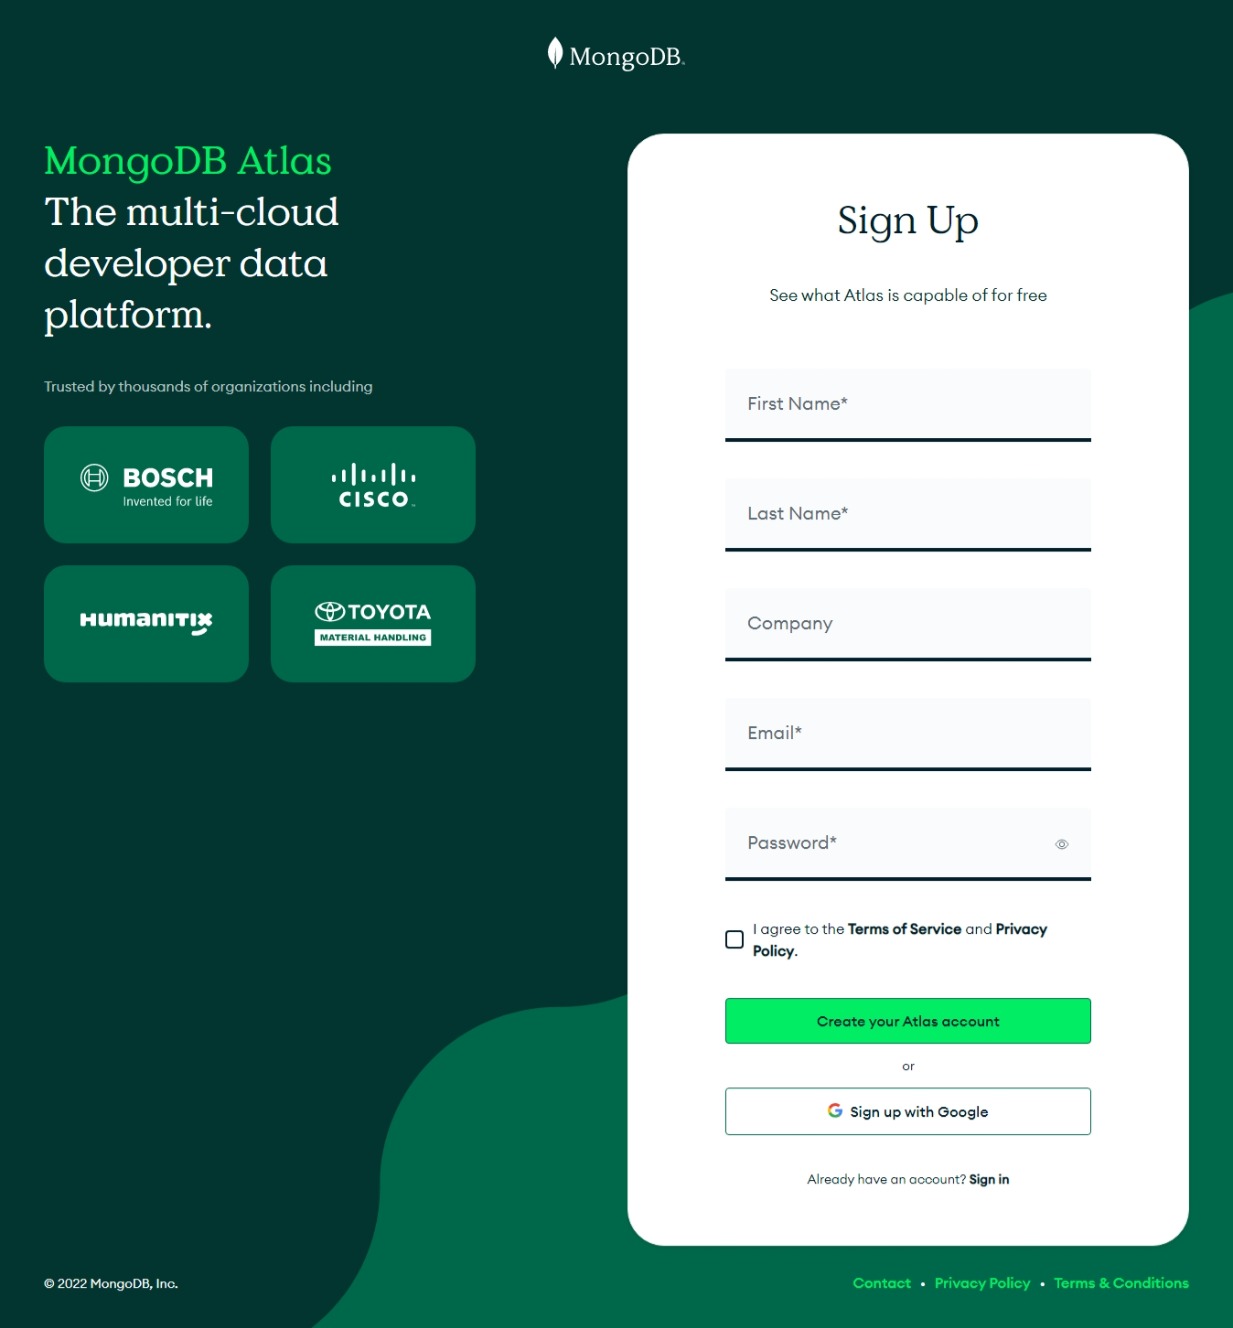 MongoDB.
MongoDB Atlas
The multi-cloud
developer data
platform.
Trusted by thousands of organizations including
BOSCH
Invented for life
CISCO
HUMANITIX
TOYOTA
MATERIAL HANDLING
Sign Up
See what Atlas is capable of for free
First Name*
Last Name*
Company
Email*
Password*
I agree to the Terms of Service and Privacy
Policy.
Create your Atlas account
or
Sign up with Google
Already have an account? Sign in
© 2022 MongoDB, Inc.
Contact • Privacy Policy • Terms & Conditions